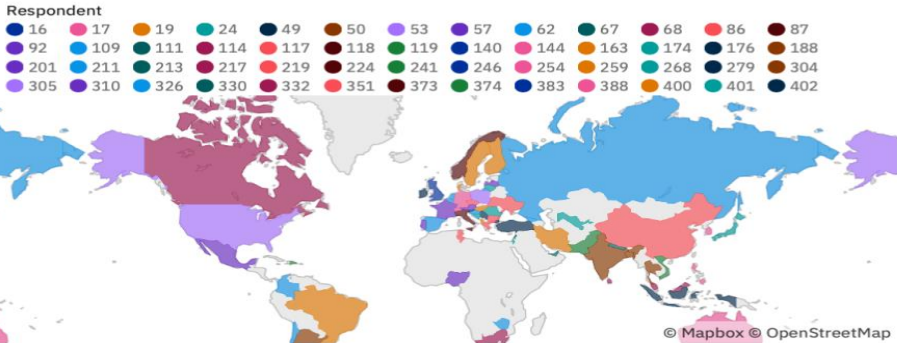 Respondent
16 17 19 24 49 50 53 57 62 67 68 86 87
92 109 111 114 117 118 119 140 144 163 174 176 188
201 211 213 217 219 224 241 246 254 259 268 279 304
305 310 326 330 332 351 373 374 383 388 400 401 402
© Mapbox © OpenStreetMap